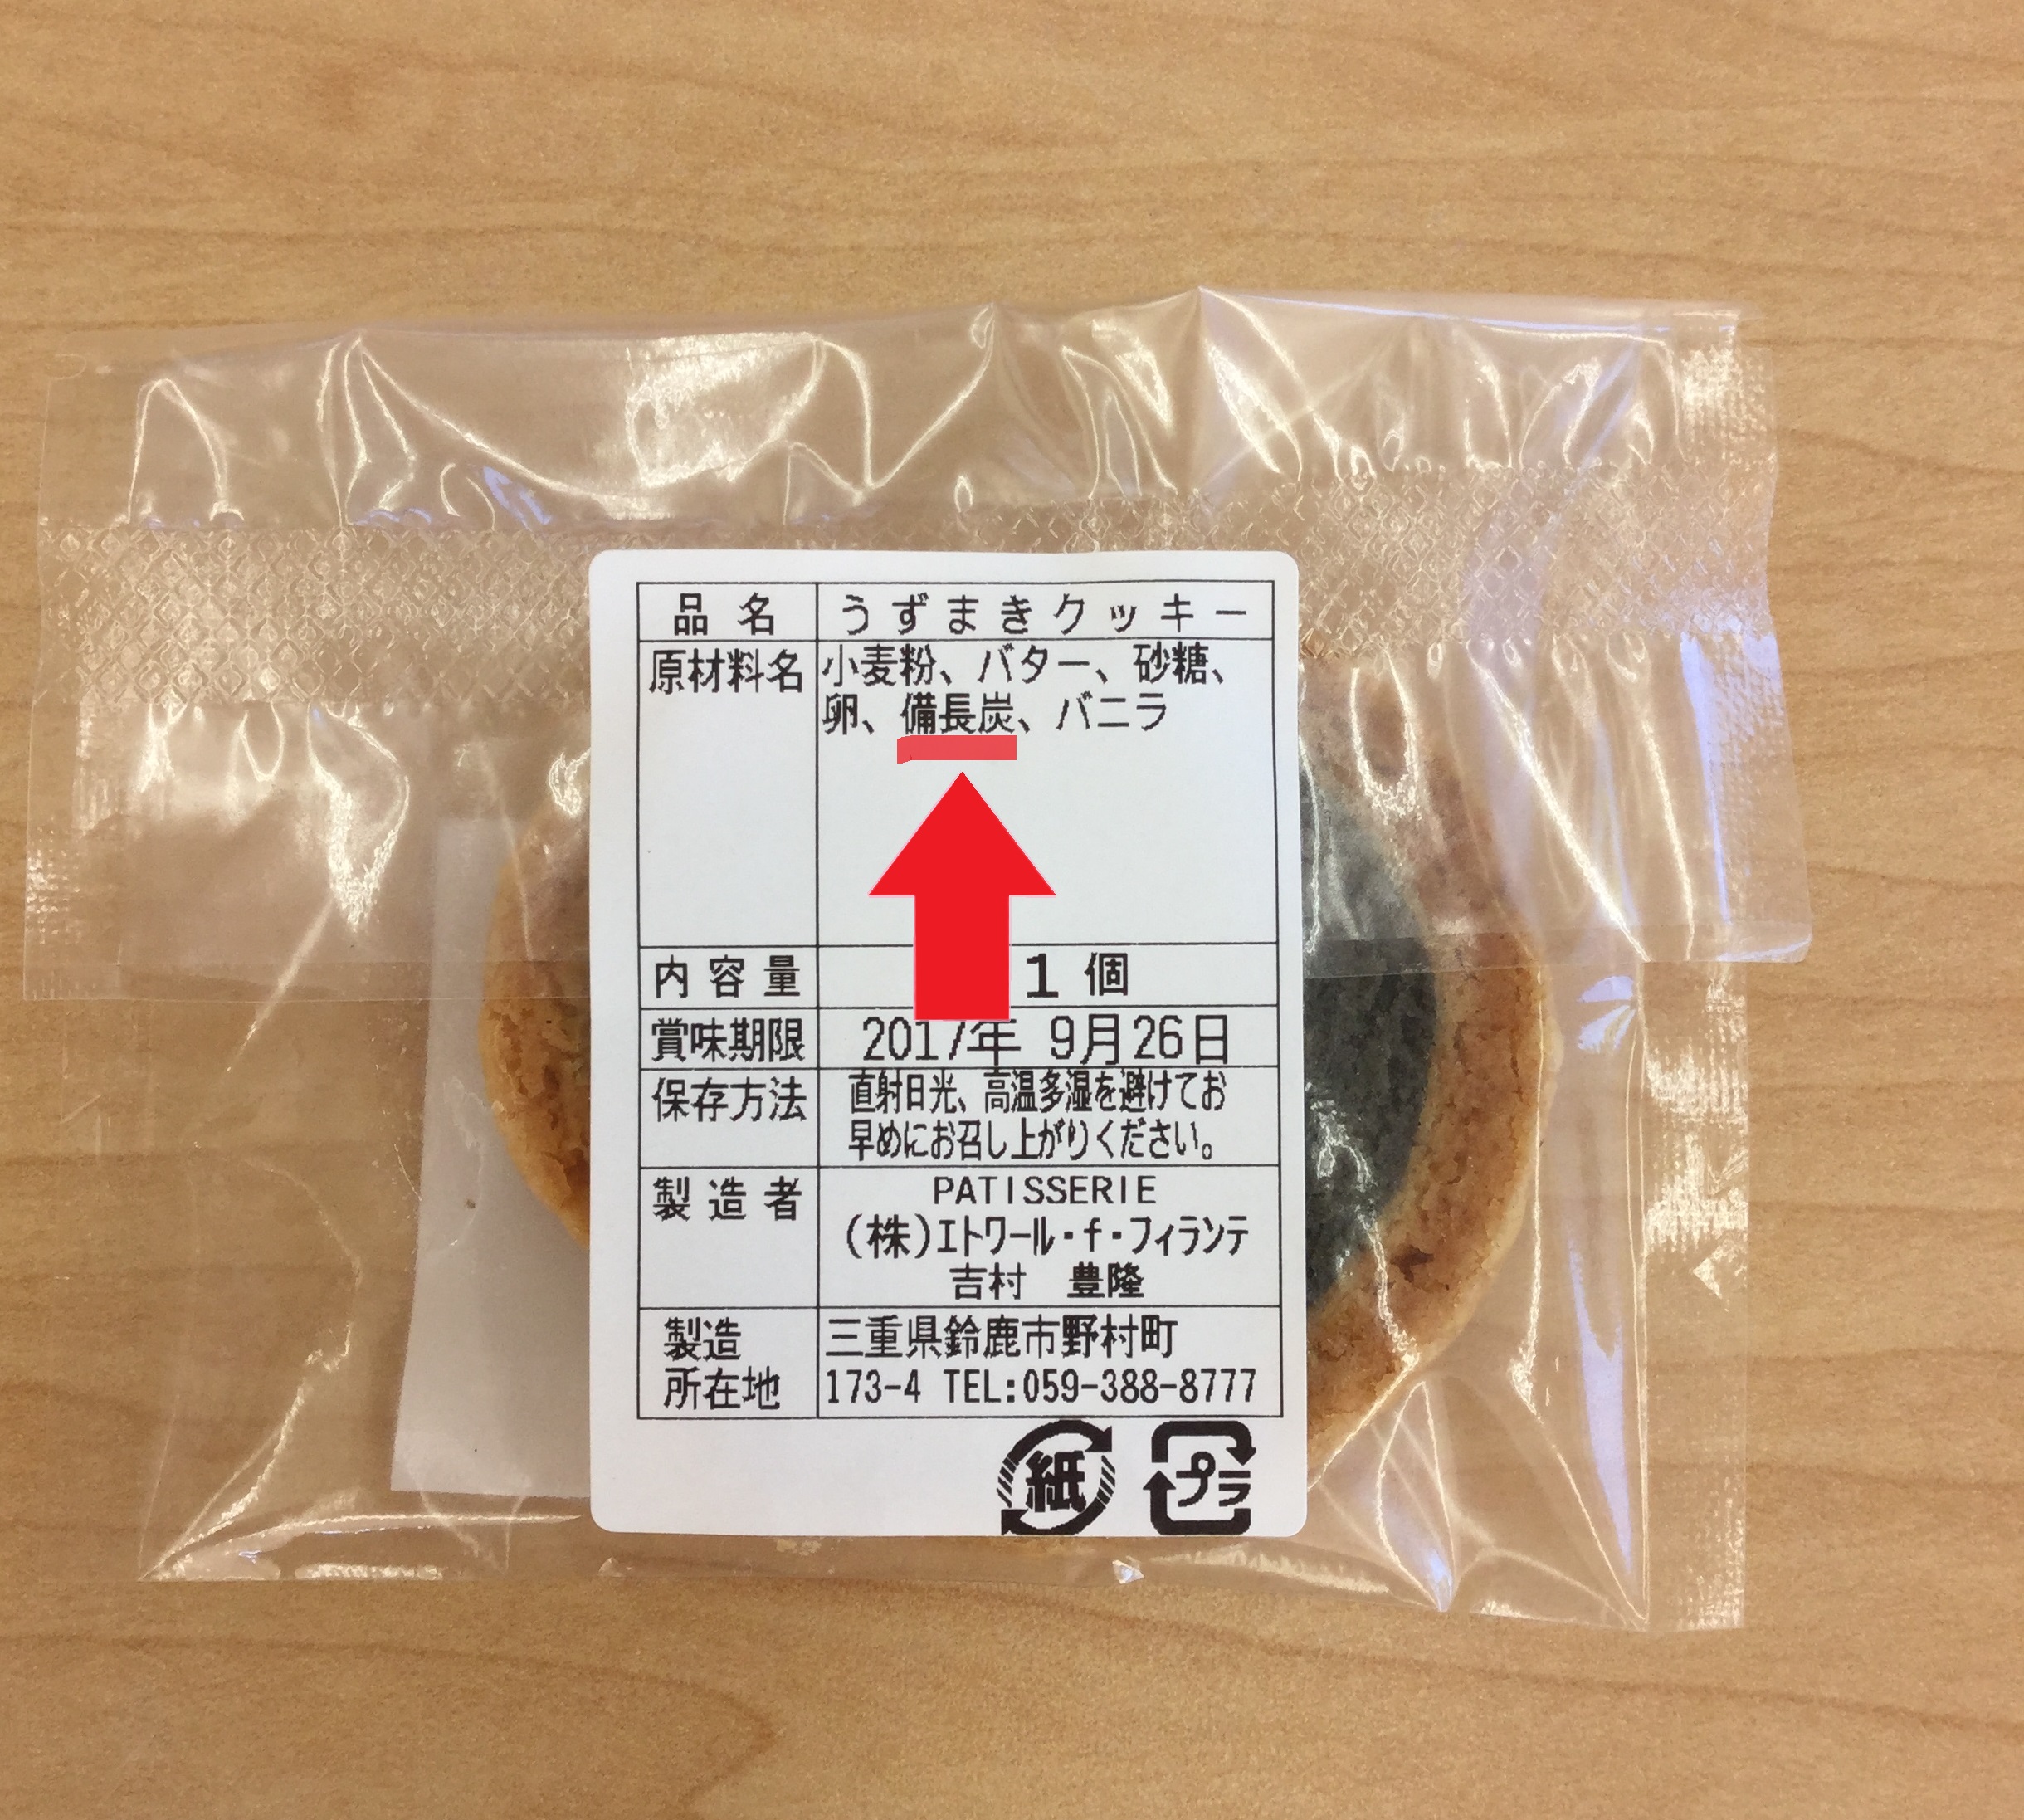 品名 うずまきクッキー
原材料名 小麦粉、バター、砂糖、
卵、備長炭、バニラ
内容量 1個
賞味期限 2017年 9月26日
保存方法 直射日光、高温多湿を避けてお
早めにお召し上がりください。
製造者 PATISSERIE
(株)エトワール・f・フィランテ
吉村 豊隆
製造 三重県鈴鹿市野村町
所在地 173-4 TEL:059-388-8777
紙 プラ